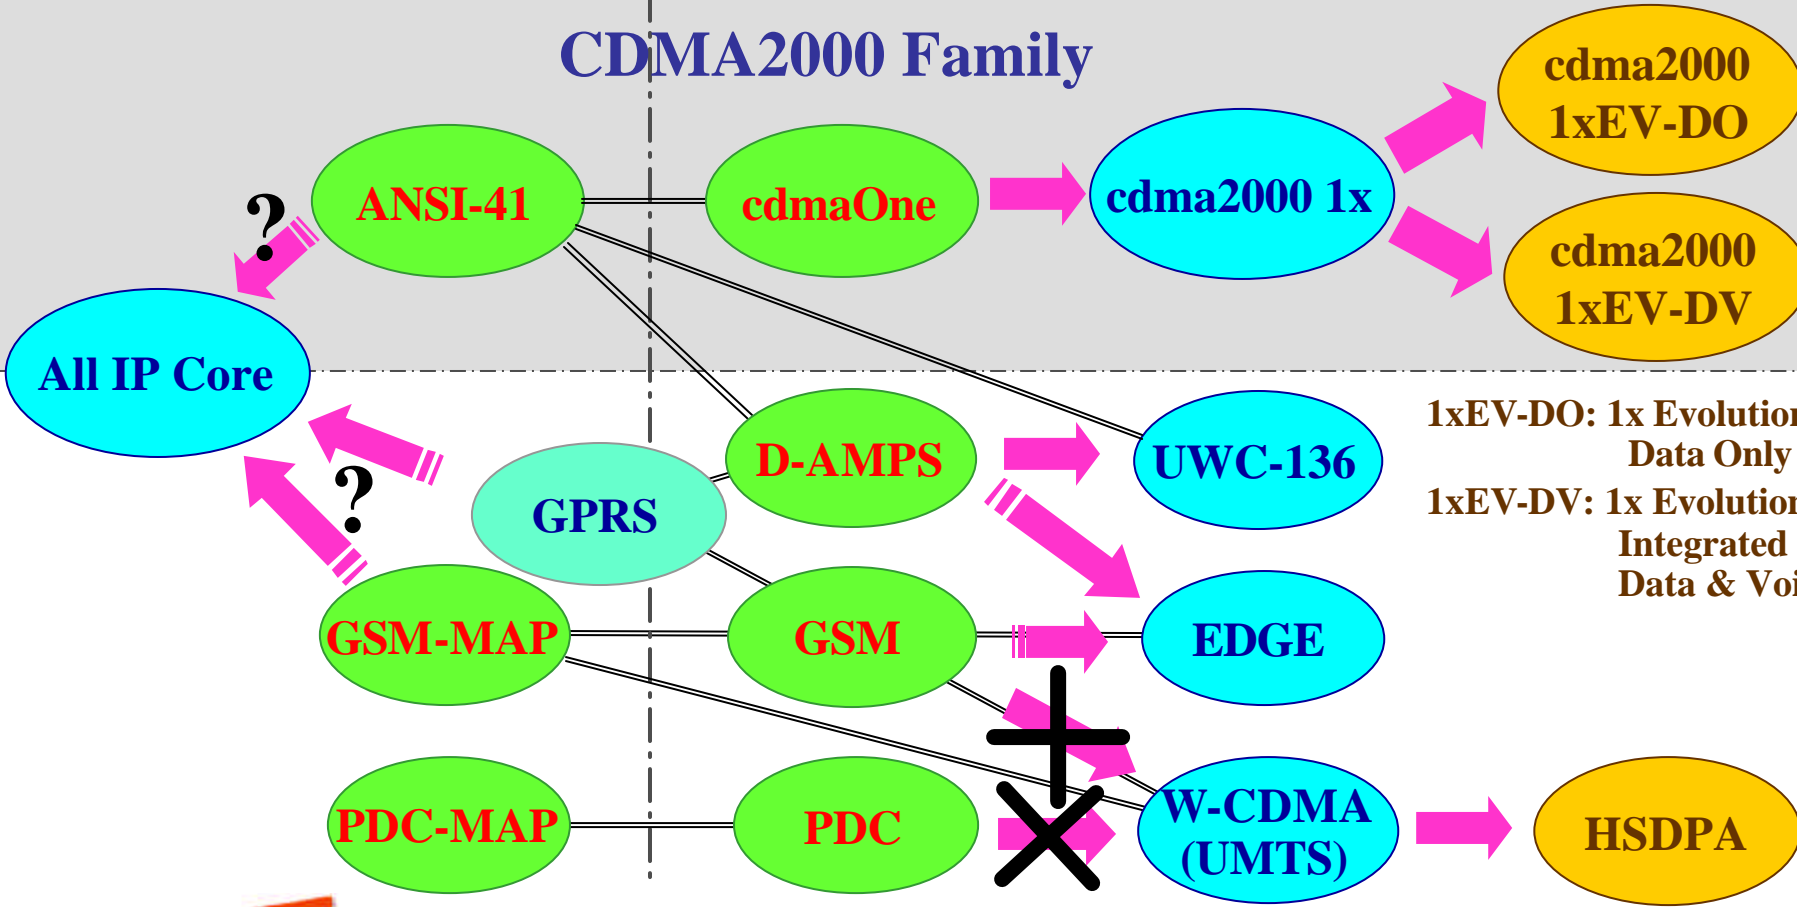 CDMA2000 Family
cdma2000
1xEV-DO
ANSI-41
cdmaOne
cdma2000 1x
?
cdma2000
1xEV-DV
All IP Core
1xEV-DO: 1x Evolution
Data Only
D-AMPS
UWC-136
?
GPRS
1xEV-DV: 1x Evolution
Integrated
Data & Voi
GSM-MAP
GSM
EDGE
W-CDMA
(UMTS)
PDC-MAP
PDC
HSDPA